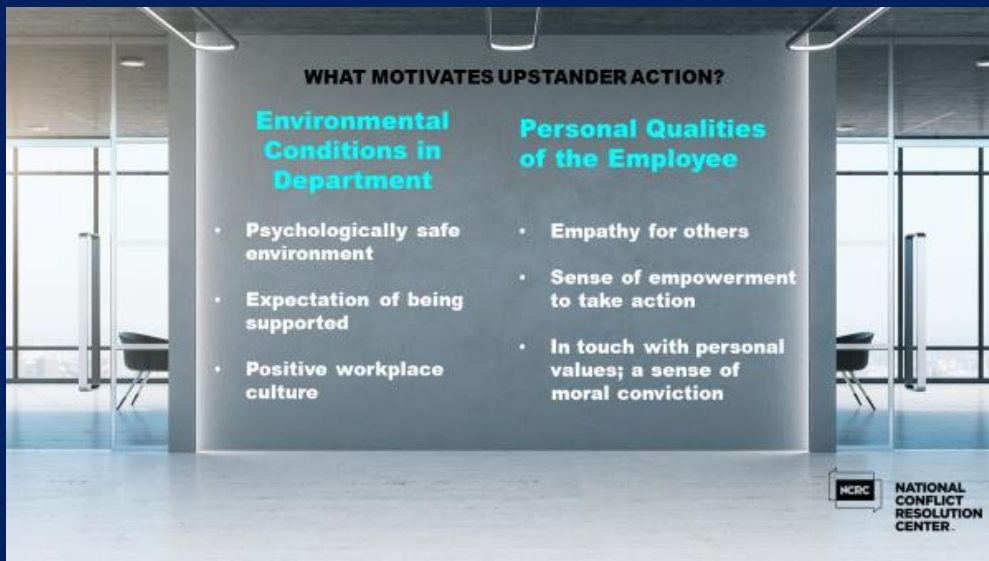 WHAT MOTIVATES UPSTANDER ACTION?
Environmental
Conditions in
Department
• Psychologically safe
environment
• Expectation of being
supported
• Positive workplace
culture
Personal Qualities
of the Employee
• Empathy for others
• Sense of empowerment
to take action
• In touch with personal
values; a sense of
moral conviction
NCRC
NATIONAL
CONFLICT
RESOLUTION
CENTER™